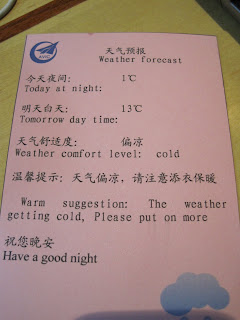 天气预报
Weather forecast
今天夜间: 1℃
Today at night:
明天白天: 13℃
Tomorrow day time:
天气舒适度: 偏凉
Weather comfort level: cold
温馨提示: 天气偏凉, 请注意添衣保暖
Warm suggestion: The weather
getting cold, Please put on more
祝您晚安
Have a good night